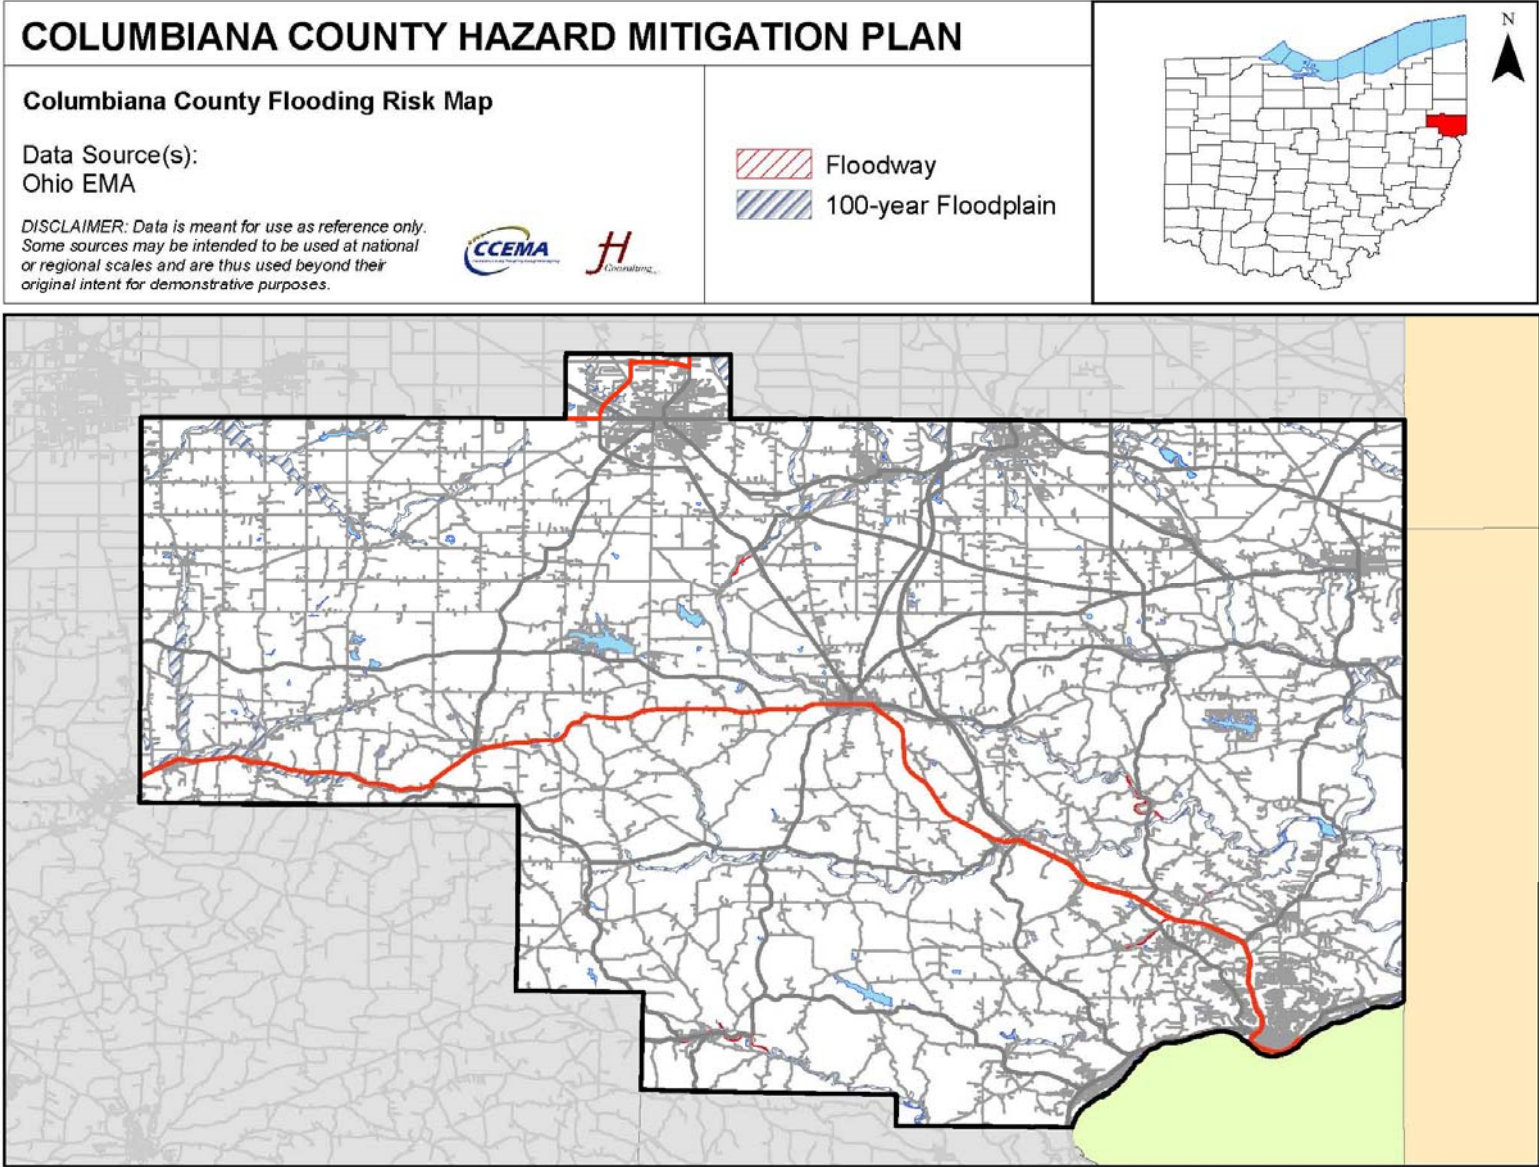 COLUMBIANA COUNTY HAZARD MITIGATION PLAN
Columbiana County Flooding Risk Map
Data Source(s):
Ohio EMA
DISCLAIMER: Data is meant for use as reference only.
Some sources may be intended to be used at national
or regional scales and are thus used beyond their
original intent for demonstrative purposes.
CCEMA
JH
Consulting
Floodway
100-year Floodplain
N